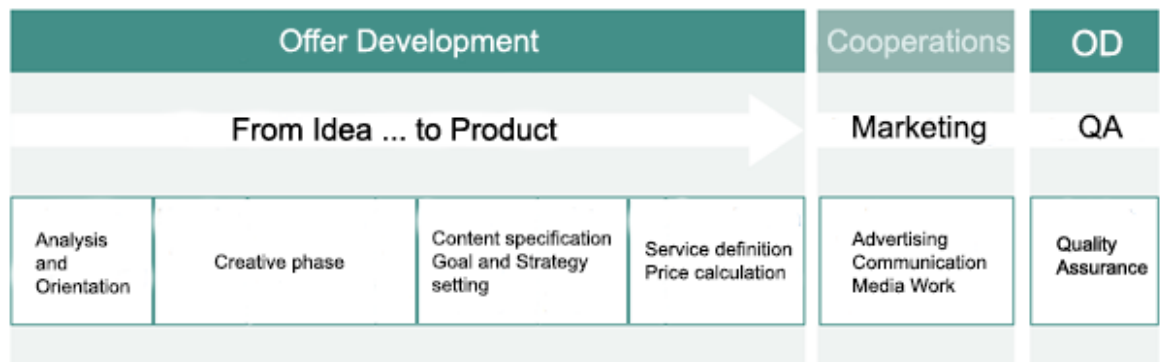 Offer Development
Cooperations
OD
From Idea ... to Product
Marketing
QA
Analysis
and
Orientation
Creative phase
Content specification
Goal and Strategy
setting
Service definition
Price calculation
Advertising
Communication
Media Work
Quality
Assurance